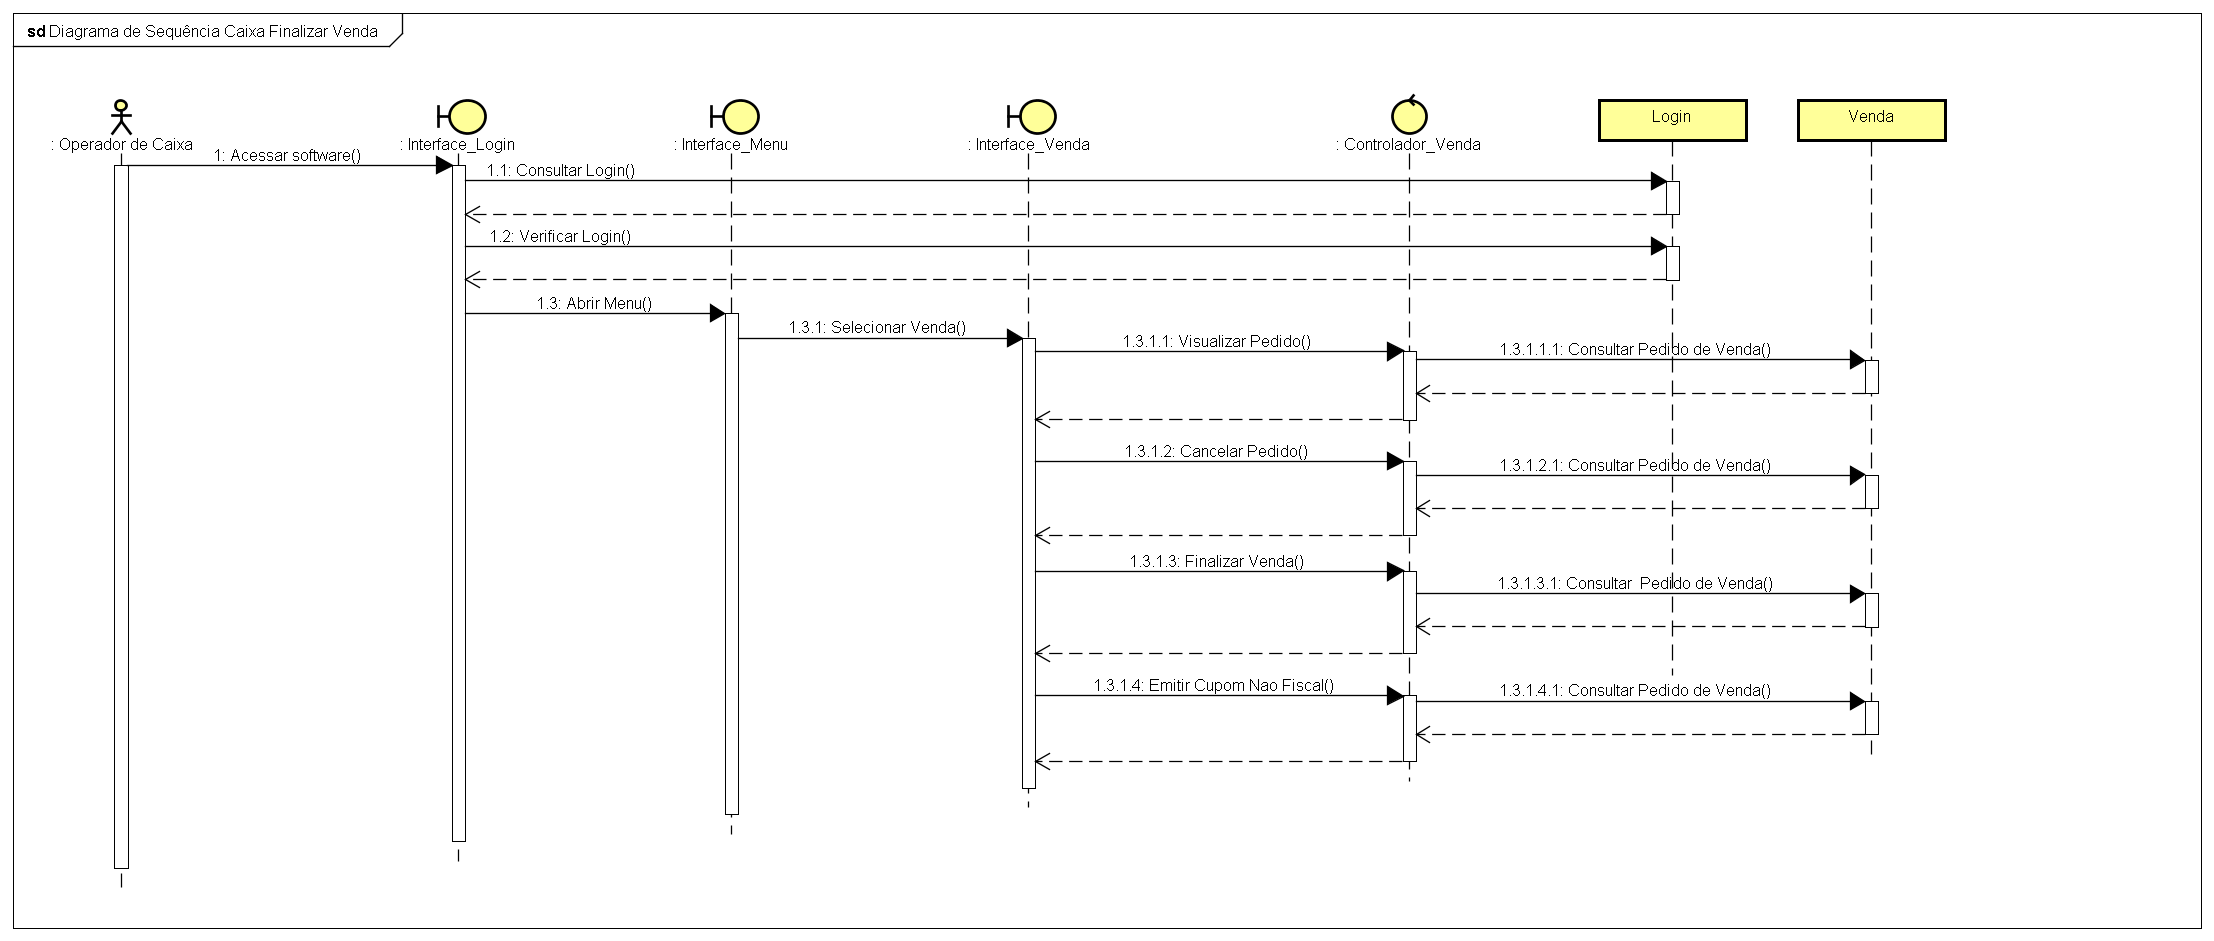 sd Diagrama de Sequência Caixa Finalizar Venda
: Operador de Caixa
: Interface_Login
: Interface_Menu
: Interface_Venda
: Controlador_Venda
Login
Venda
1: Acessar software()
1.1: Consultar Login()
1.2: Verificar Login()
1.3: Abrir Menu()
1.3.1: Selecionar Venda()
1.3.1.1: Visualizar Pedido()
1.3.1.1.1: Consultar Pedido de Venda()
1.3.1.2: Cancelar Pedido()
1.3.1.2.1: Consultar Pedido de Venda()
1.3.1.3: Finalizar Venda()
1.3.1.3.1: Consultar  Pedido de Venda()
1.3.1.4: Emitir Cupom Nao Fiscal()
1.3.1.4.1: Consultar Pedido de Venda()